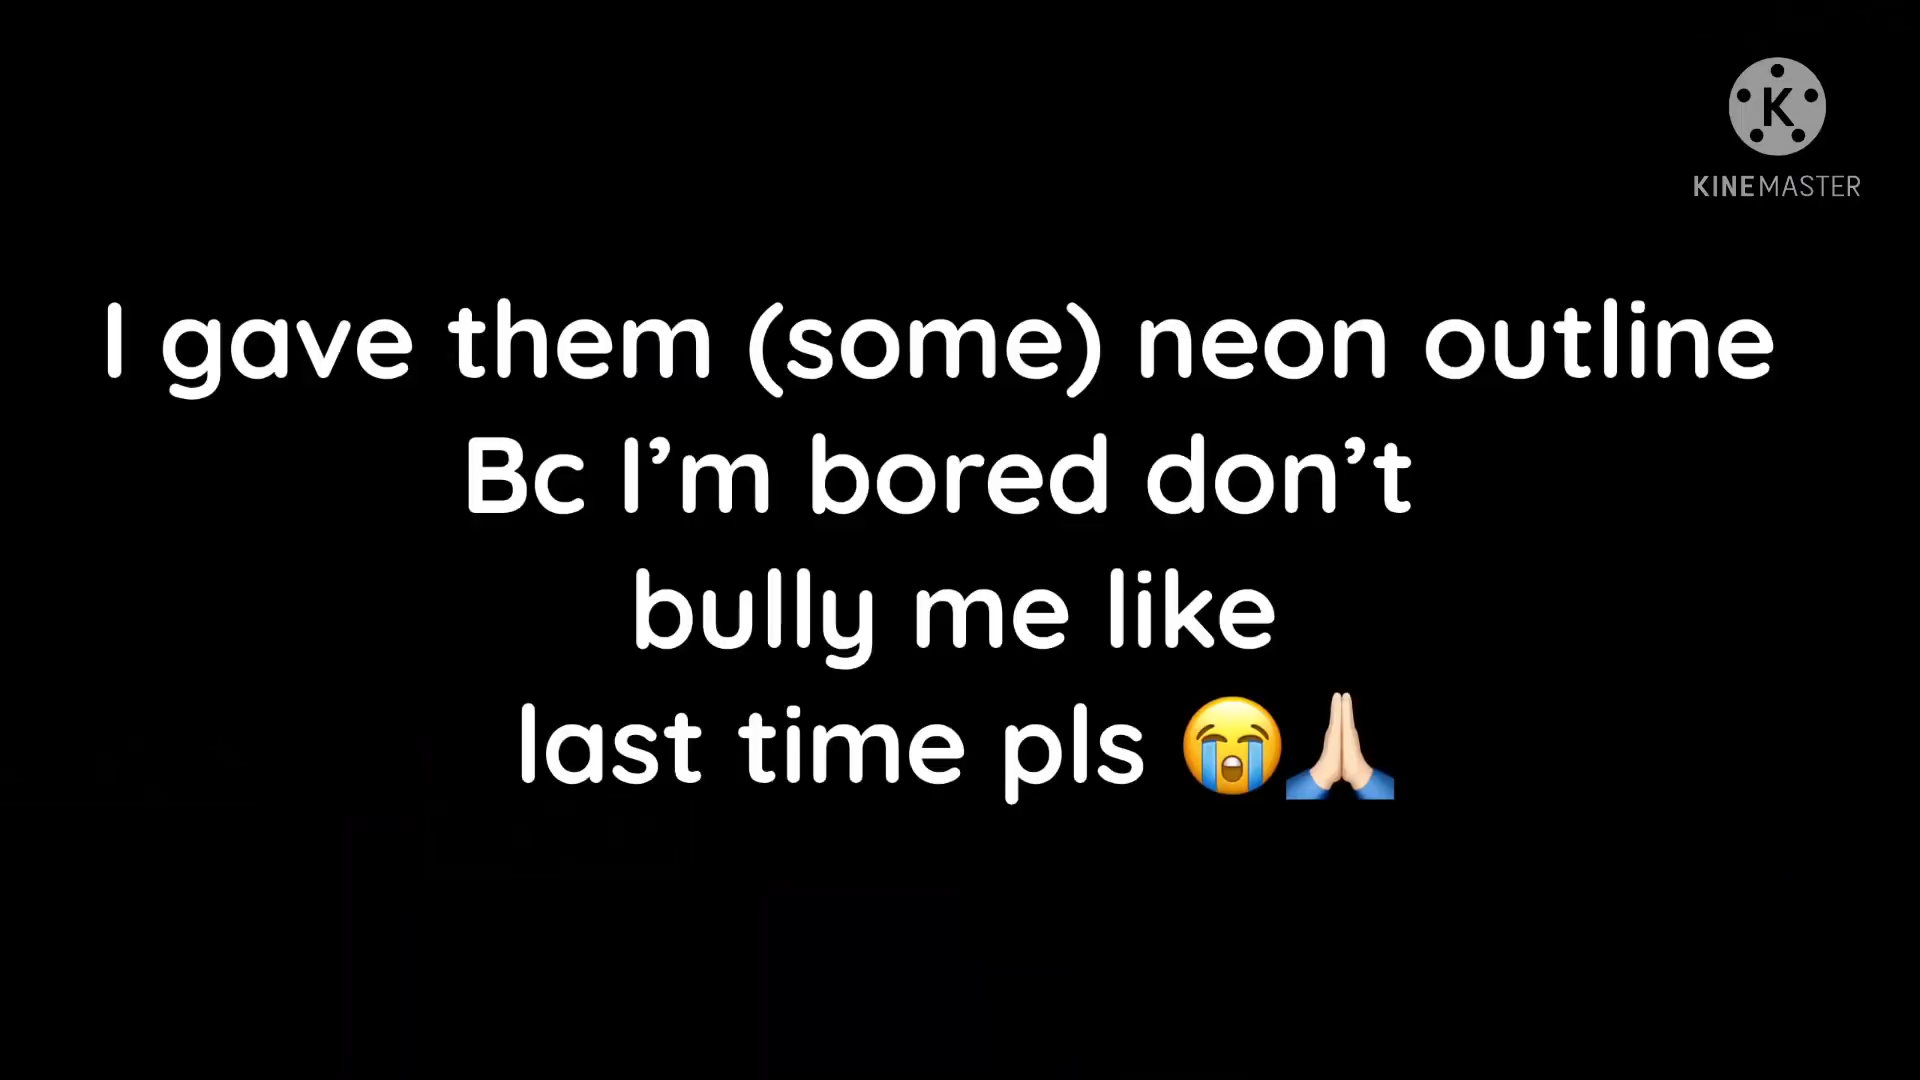 K
KINEMASTER
I gave them (some) neon outline
Bc I’m bored don’t
bully me like
last time pls 😭🙏🏻